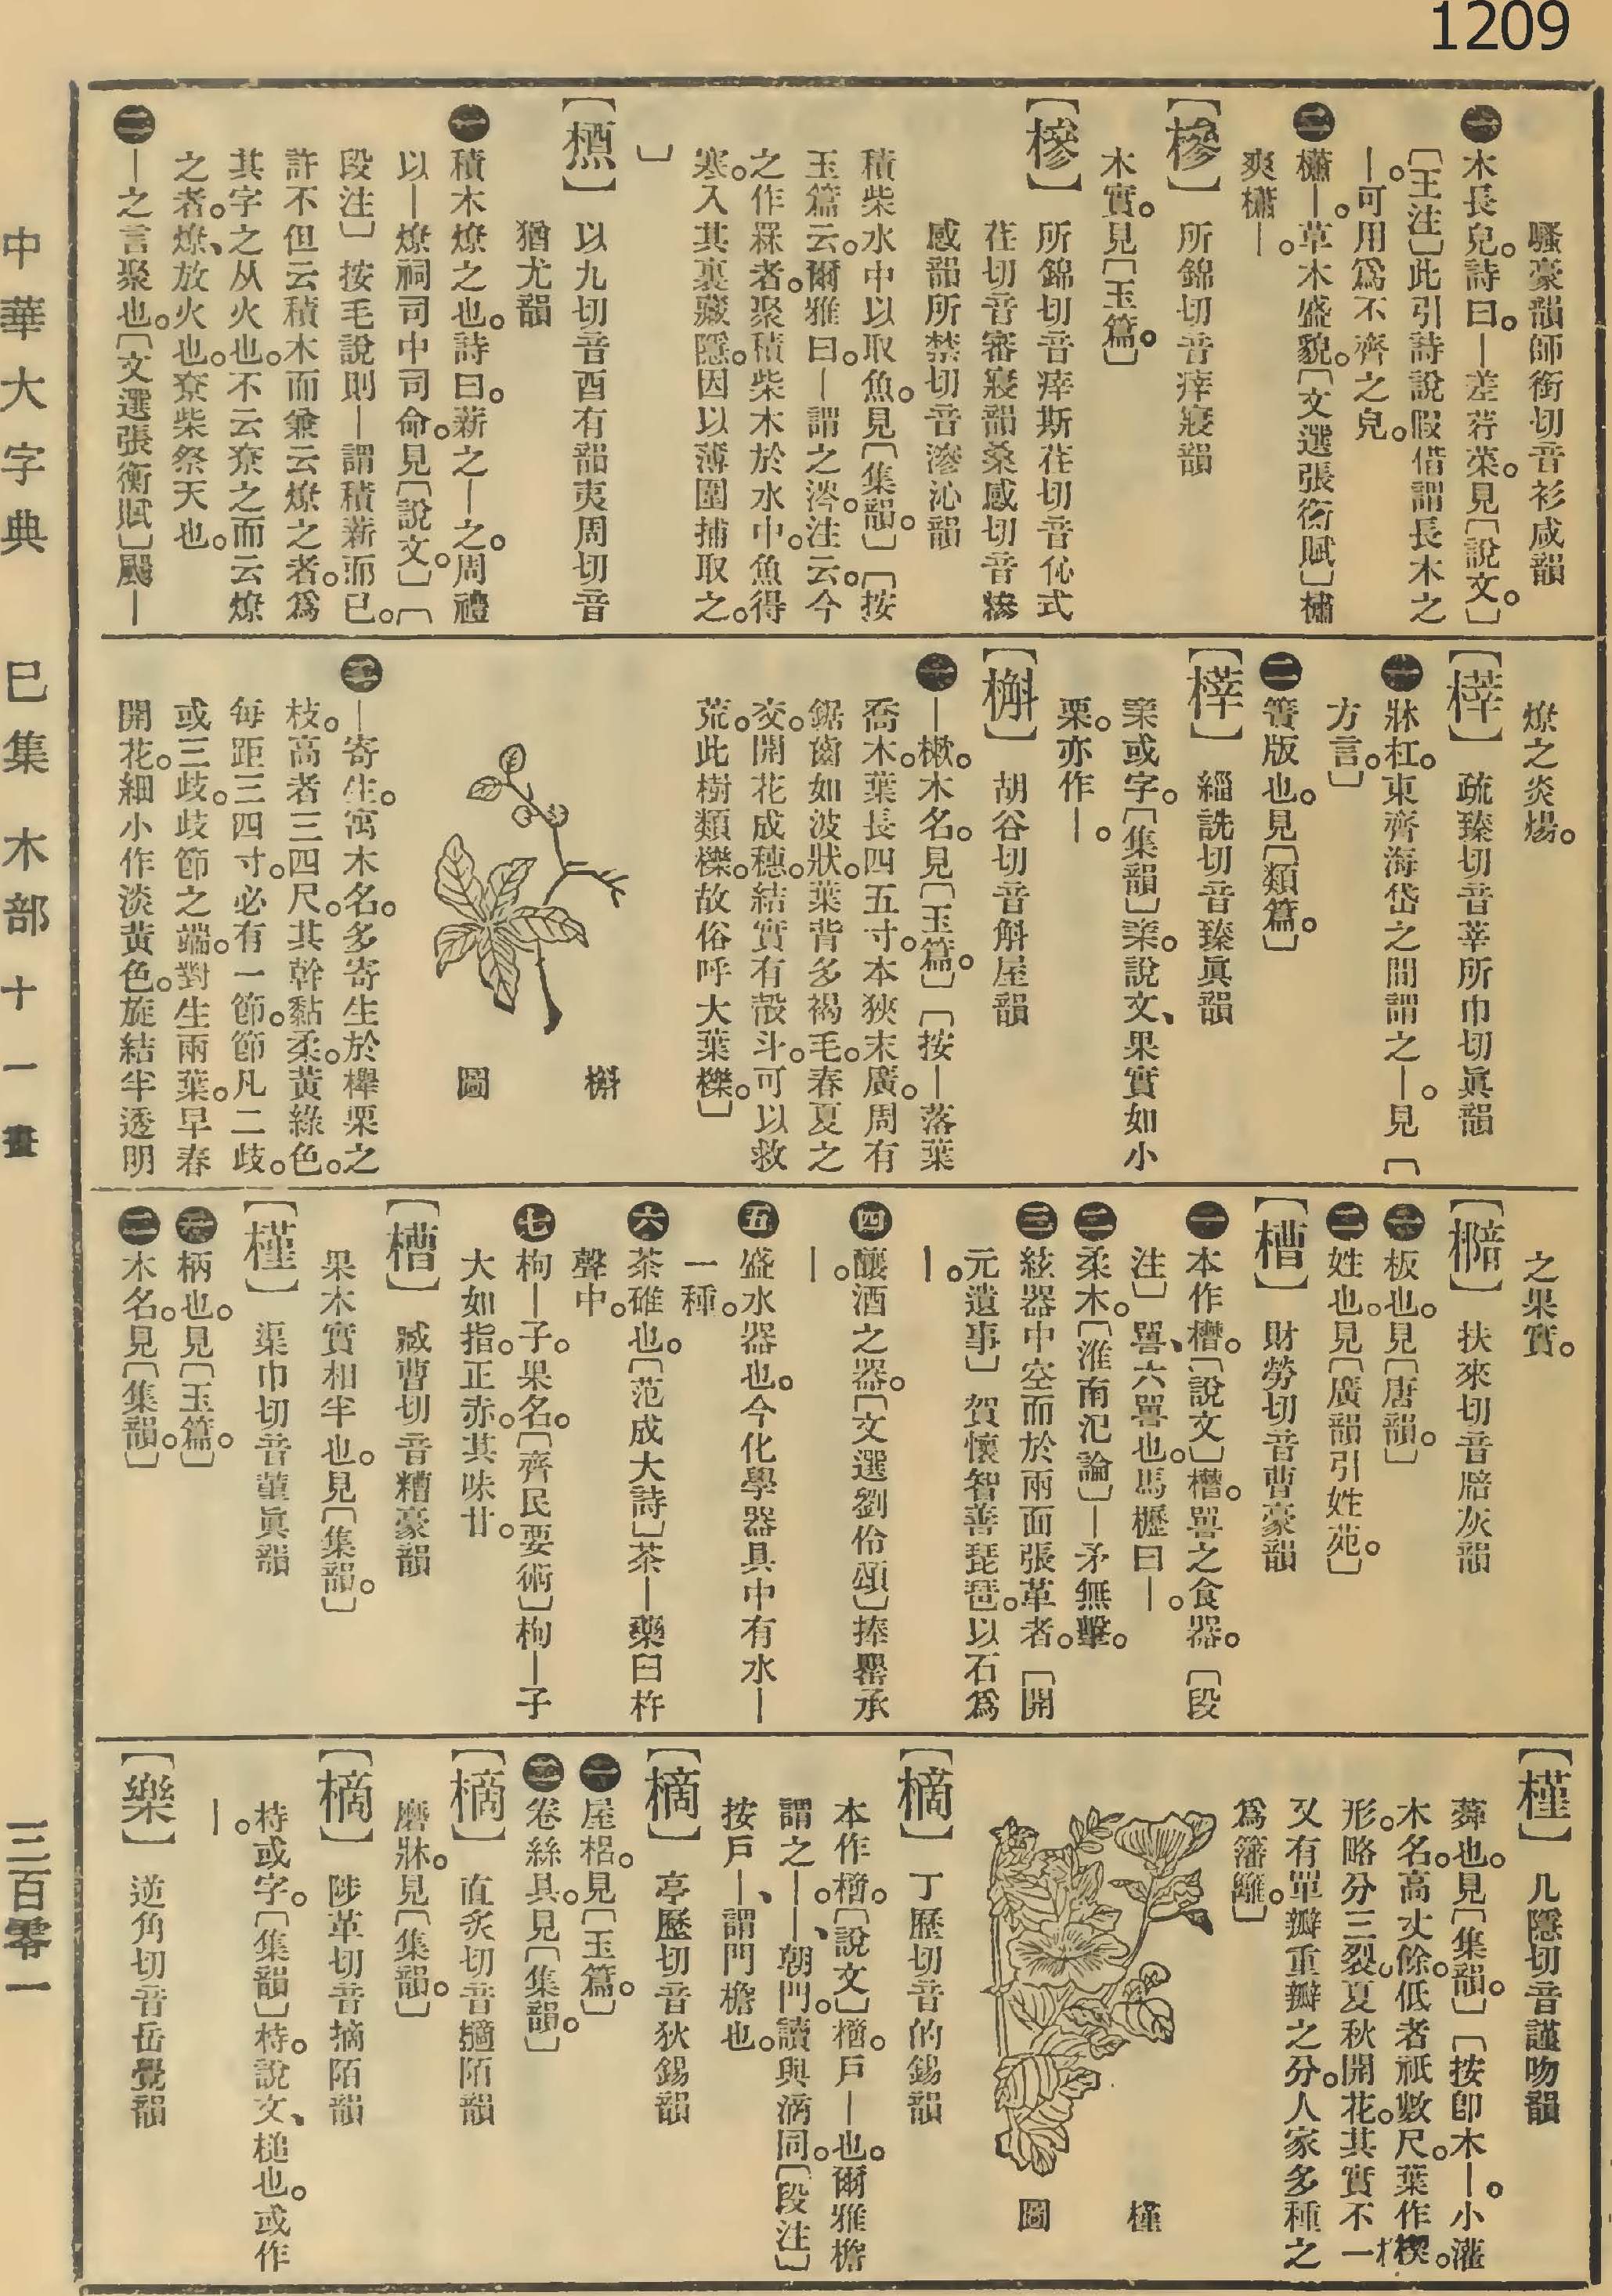 1209
騷豪韻師銜切音衫咸韻
㊀木長皃。詩曰。—差荇菜。見〔說文。〕
〔王注〕此引詩說假借謂長木之
—。可用爲不齊之皃。
㊁橚—。草木盛貌。〔文選張衡賦〕橚
爽櫹—。
〔槮〕所錦切音痒寢韻
木實。見〔玉篇。〕
〔槮〕所錦切音痒斯荏切音伈式
荏切音審寢韻桑感切音糝
感韻所禁切音滲沁韻
積柴水中以取魚。見〔集韻。〕〔按
玉篇云。爾雅曰。—謂之涔。注云。今
之作槑者。聚積柴木於水中。魚得
寒。入其裏藏隱。因以薄圍捕取之。
〕
〔槱〕以九切音酉有韻夷周切音
猶尤韻
㊀積木燎之也。詩曰。薪之—之。周禮
以—燎祠司中司命。見〔說文。〕〔
段注〕按毛說則—謂積薪而已。
許不但云積木而兼云燎之者。爲
其字之从火也。不云尞之而云燎
之者。燎、放火也。尞柴祭天也。
㊁—之言聚也。〔文選張衡賦〕颺—
燎之炎煬。
〔榟〕疏臻切音莘所巾切眞韻
㊀牀杠。東齊海岱之間謂之—。見〔
方言。〕
㊁簀版也。見〔類篇。〕
〔榟〕緇詵切音臻眞韻
亲或字。〔集韻〕亲。說文、果實如小
栗。亦作—。
〔槲〕胡谷切音斛屋韻
㊀—樕。木名。見〔玉篇。〕〔按—落葉
喬木。葉長四五寸。本狹末廣。周有
鋸齒如波狀。葉背多褐毛。春夏之
交。開花成穗。結實有殼斗。可以救
荒。此樹類櫟。故俗呼大葉櫟。〕
槲
圖
㊁—寄生。寓木名。多寄生於櫸栗之
枝。高者三四尺。其幹黏柔。黃綠色。
每距三四寸。必有一節。節凡二歧。
或三歧。歧節之端。對生兩葉。早春
開花。細小作淡黃色。旋結半透明
之果實。
〔棓〕扶來切音賠灰韻
㊀板也。見〔唐韻。〕
㊁姓也。見〔廣韻引姓苑。〕
〔槽〕財勞切音曹豪韻
㊀本作㯥。〔說文〕㯥。嘼之食器。〔段
注〕嘼、六嘼也。馬櫪曰—。
㊁柔木。〔淮南氾論〕—矛無擊。
㊂絃器中空而於兩面張革者。〔開
元遺事〕賀懷智善琵琶。以石爲
—。
㊃釀酒之器。〔文選劉伶頌〕捧甖承
—。
㊄盛水器也。今化學器具中有水—
一種。
㊅茶碓也。〔范成大詩〕茶—藥臼杵
聲中。
㊆枸—子。果名。〔齊民要術〕枸—子
大如指。正赤。其味甘。
〔槽〕臧曹切音糟豪韻
果木實相半也。見〔集韻。〕
〔槿〕渠巾切音菫眞韻
㊀柄也。見〔玉篇。〕
㊁木名。見〔集韻。〕
〔槿〕几隱切音謹吻韻
蕣也。見〔集韻。〕〔按卽木—。小灌
木名。高丈餘。低者祇數尺。葉作楔。
形。略分三裂。夏秋開花。其實不一
又有單瓣重瓣之分。人家多種之
爲籓籬。〕
槿
圖
〔樀〕丁歷切音的錫韻
本作樀。〔說文〕樀。戶—也。爾雅檐
謂之—。—、朝門。讀與滴同。〔段注〕
按戶—、謂門檐也。
〔樀〕亭歷切音狄錫韻
㊀屋梠。見〔玉篇。〕
㊁卷絲具。見〔集韻。〕
〔樀〕直炙切音擿陌韻
磨牀。見〔集韻。〕
〔樀〕陟革切音摘陌韻
㭙或字。〔集韻〕㭙。說文、槌也。或作
—。
〔樂〕逆角切音岳覺韻
中華大字典 巳集 木部 十一畫 三百零一